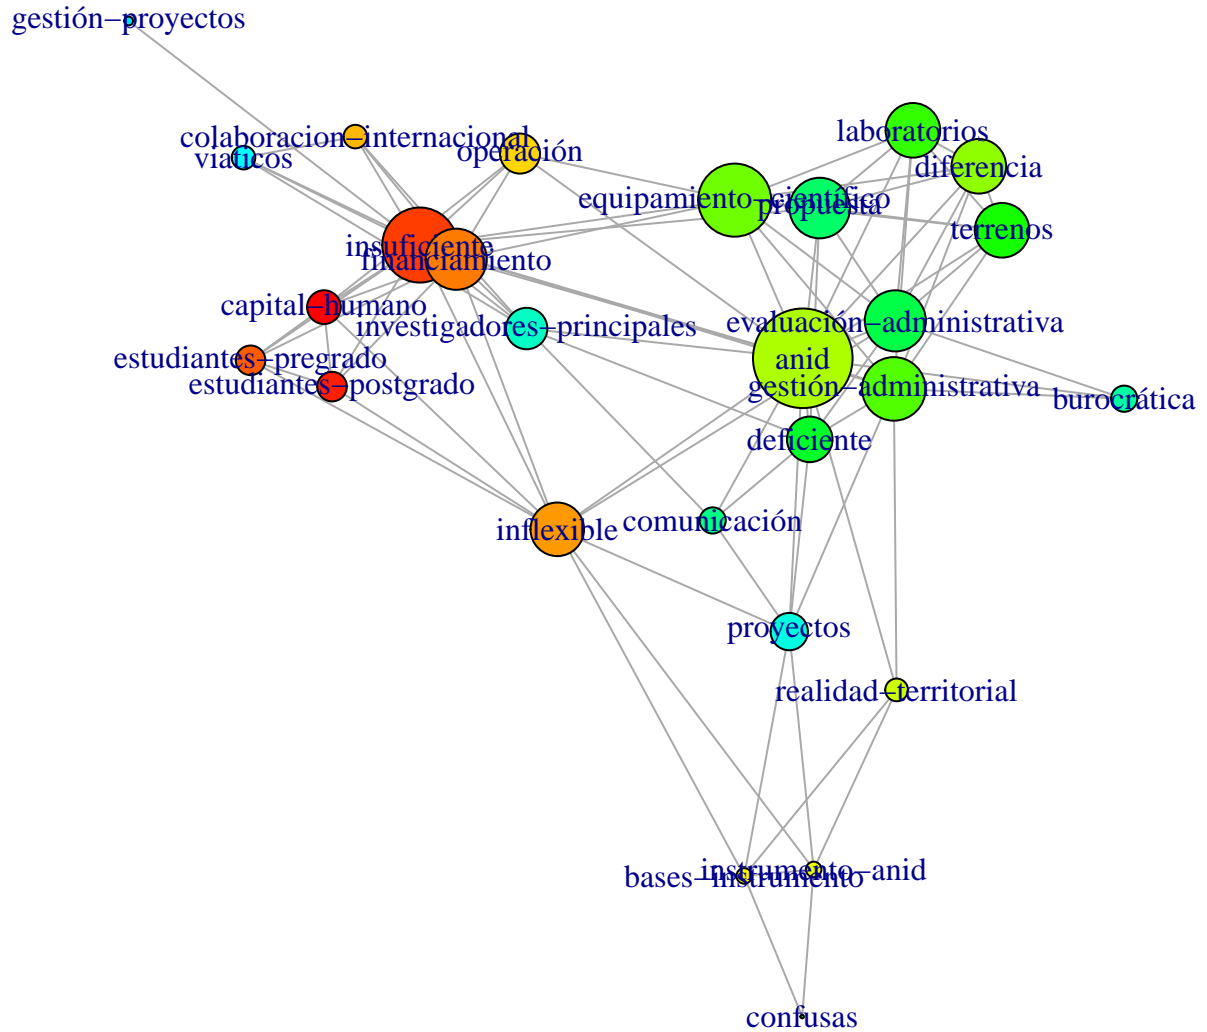 gestión–proyectos
colaboracion–internacional
viaticos
operación
laboratorios
diferencia
equipamiento–científico
propuesta
terrenos
insuficiente
financiamiento
capital–humano
investigadores–principales
evaluación–administrativa
estudiantes–pregrado
anid
estudiantes–postgrado
gestión–administrativa
burocrática
deficiente
inflexible
comunicación
proyectos
realidad–territorial
instrumento–anid
bases–instrumento
confusas